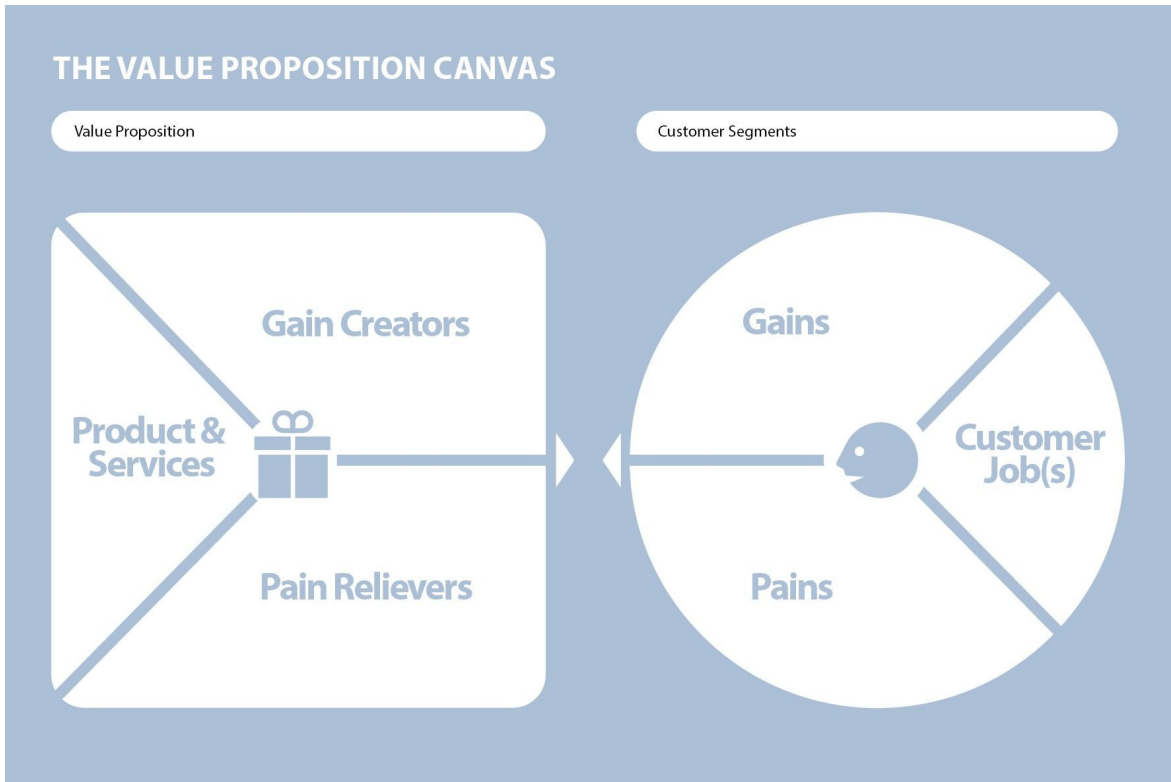 THE VALUE PROPOSITION CANVAS
Value Proposition
Customer Segments
Gain Creators
Product &
Services
Pain Relievers
Gains
Customer
Job(s)
Pains